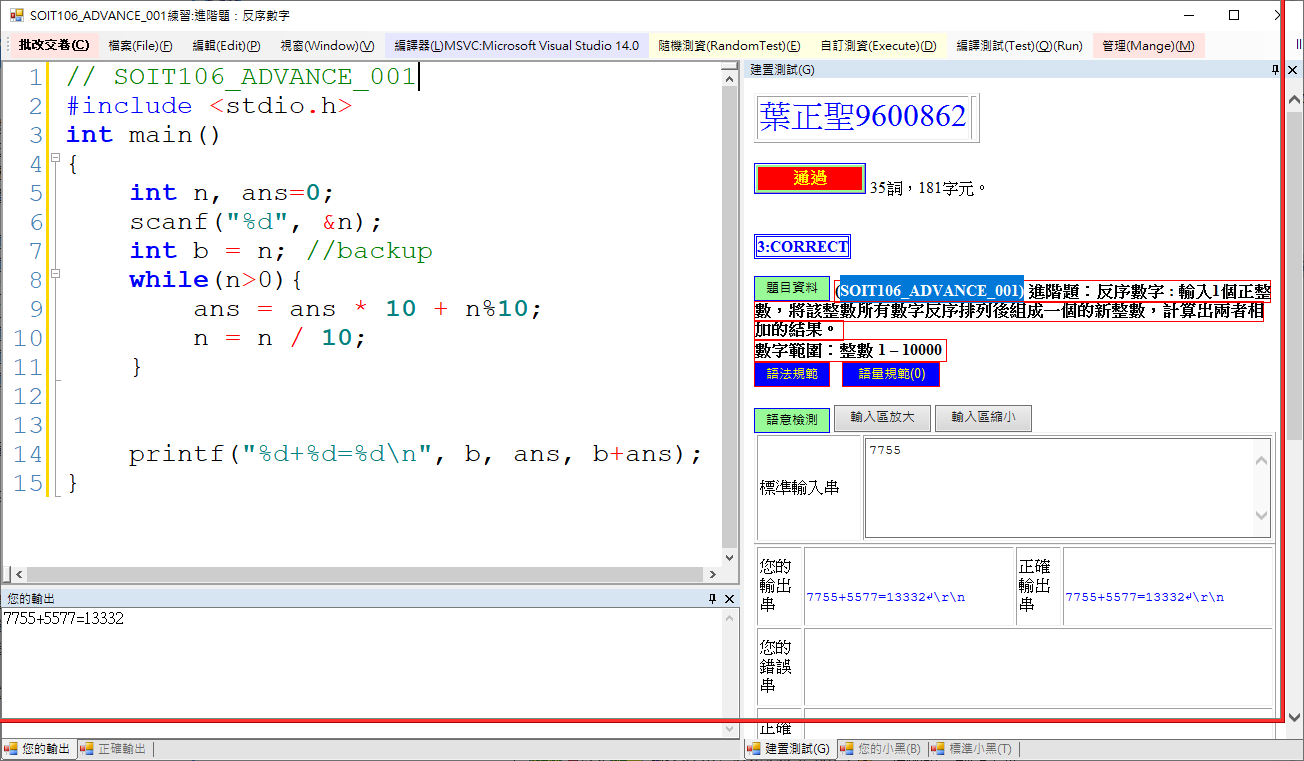 SOIT106_ADVANCE_001練習:進階題：反序數字
批改交卷(C) 檔案(File)(F) 編輯(Edit)(P) 視窗(Window)(V) 編譯器(L)MSVC:Microsoft Visual Studio 14.0 隨機測資(RandomTest)(E) 自訂測資(Execute)(D) 編譯測試(Test)(Q)(Run) 管理(Mange)(M)
1 // SOIT106_ADVANCE_001
2 #include <stdio.h>
3 int main()
4 {
5 int n, ans=0;
6 scanf("%d", &n);
7 int b = n; //backup
8 while(n>0){
9 ans = ans * 10 + n%10;
10 n = n / 10;
11 }
12
13
14 printf("%d+%d=%d\n", b, ans, b+ans);
15 }
您的輸出
7755+5577=13332
您的輸出 正確輸出
建置測試(G)
葉正聖9600862
通過 35詞，181字元。
3:CORRECT
題目資料 (SOIT106_ADVANCE_001) 進階題：反序數字：輸入1個正整
數，將該整數所有數字反序排列後組成一個的新整數，計算出兩者相
加的結果。
數字範圍：整數 1 – 10000
語法規範 語量規範(0)
語意檢測 輸入區放大 輸入區縮小
標準輸入串 7755
您的
輸出
串
7755+5577=13332↵\r\n
正確
輸出
串
7755+5577=13332↵\r\n
您的
錯誤
串
正確
建置測試(G) 您的小黑(B) 標準小黑(T)